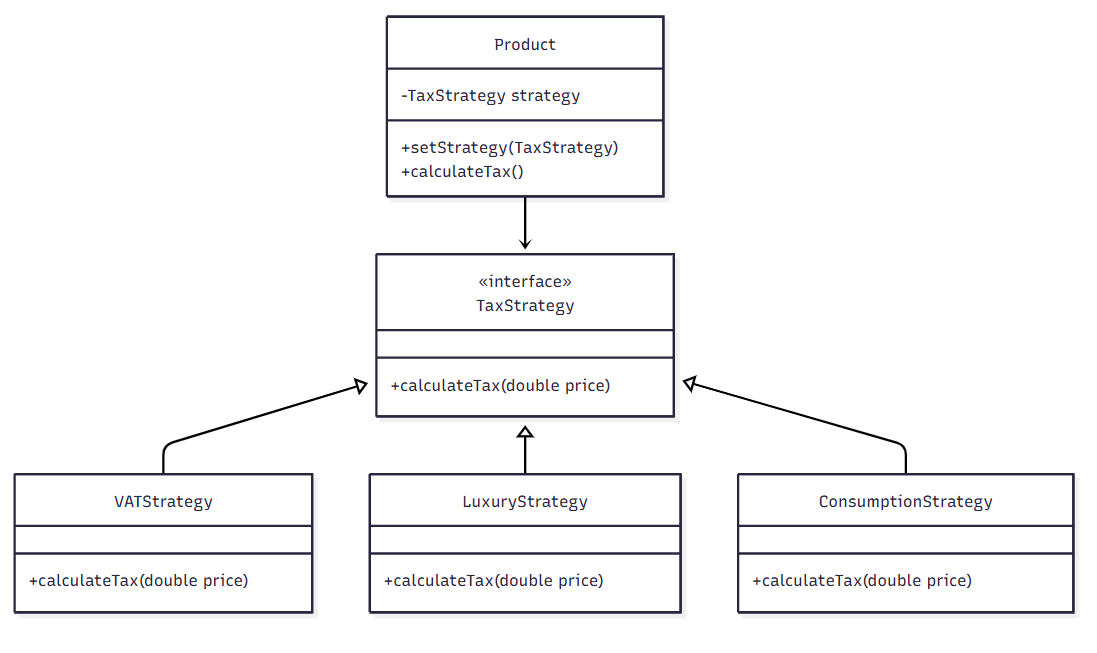 Product
-TaxStrategy strategy
+setStrategy(TaxStrategy)
+calculateTax()
«interface»
TaxStrategy
+calculateTax(double price)
VATStrategy
+calculateTax(double price)
LuxuryStrategy
+calculateTax(double price)
ConsumptionStrategy
+calculateTax(double price)